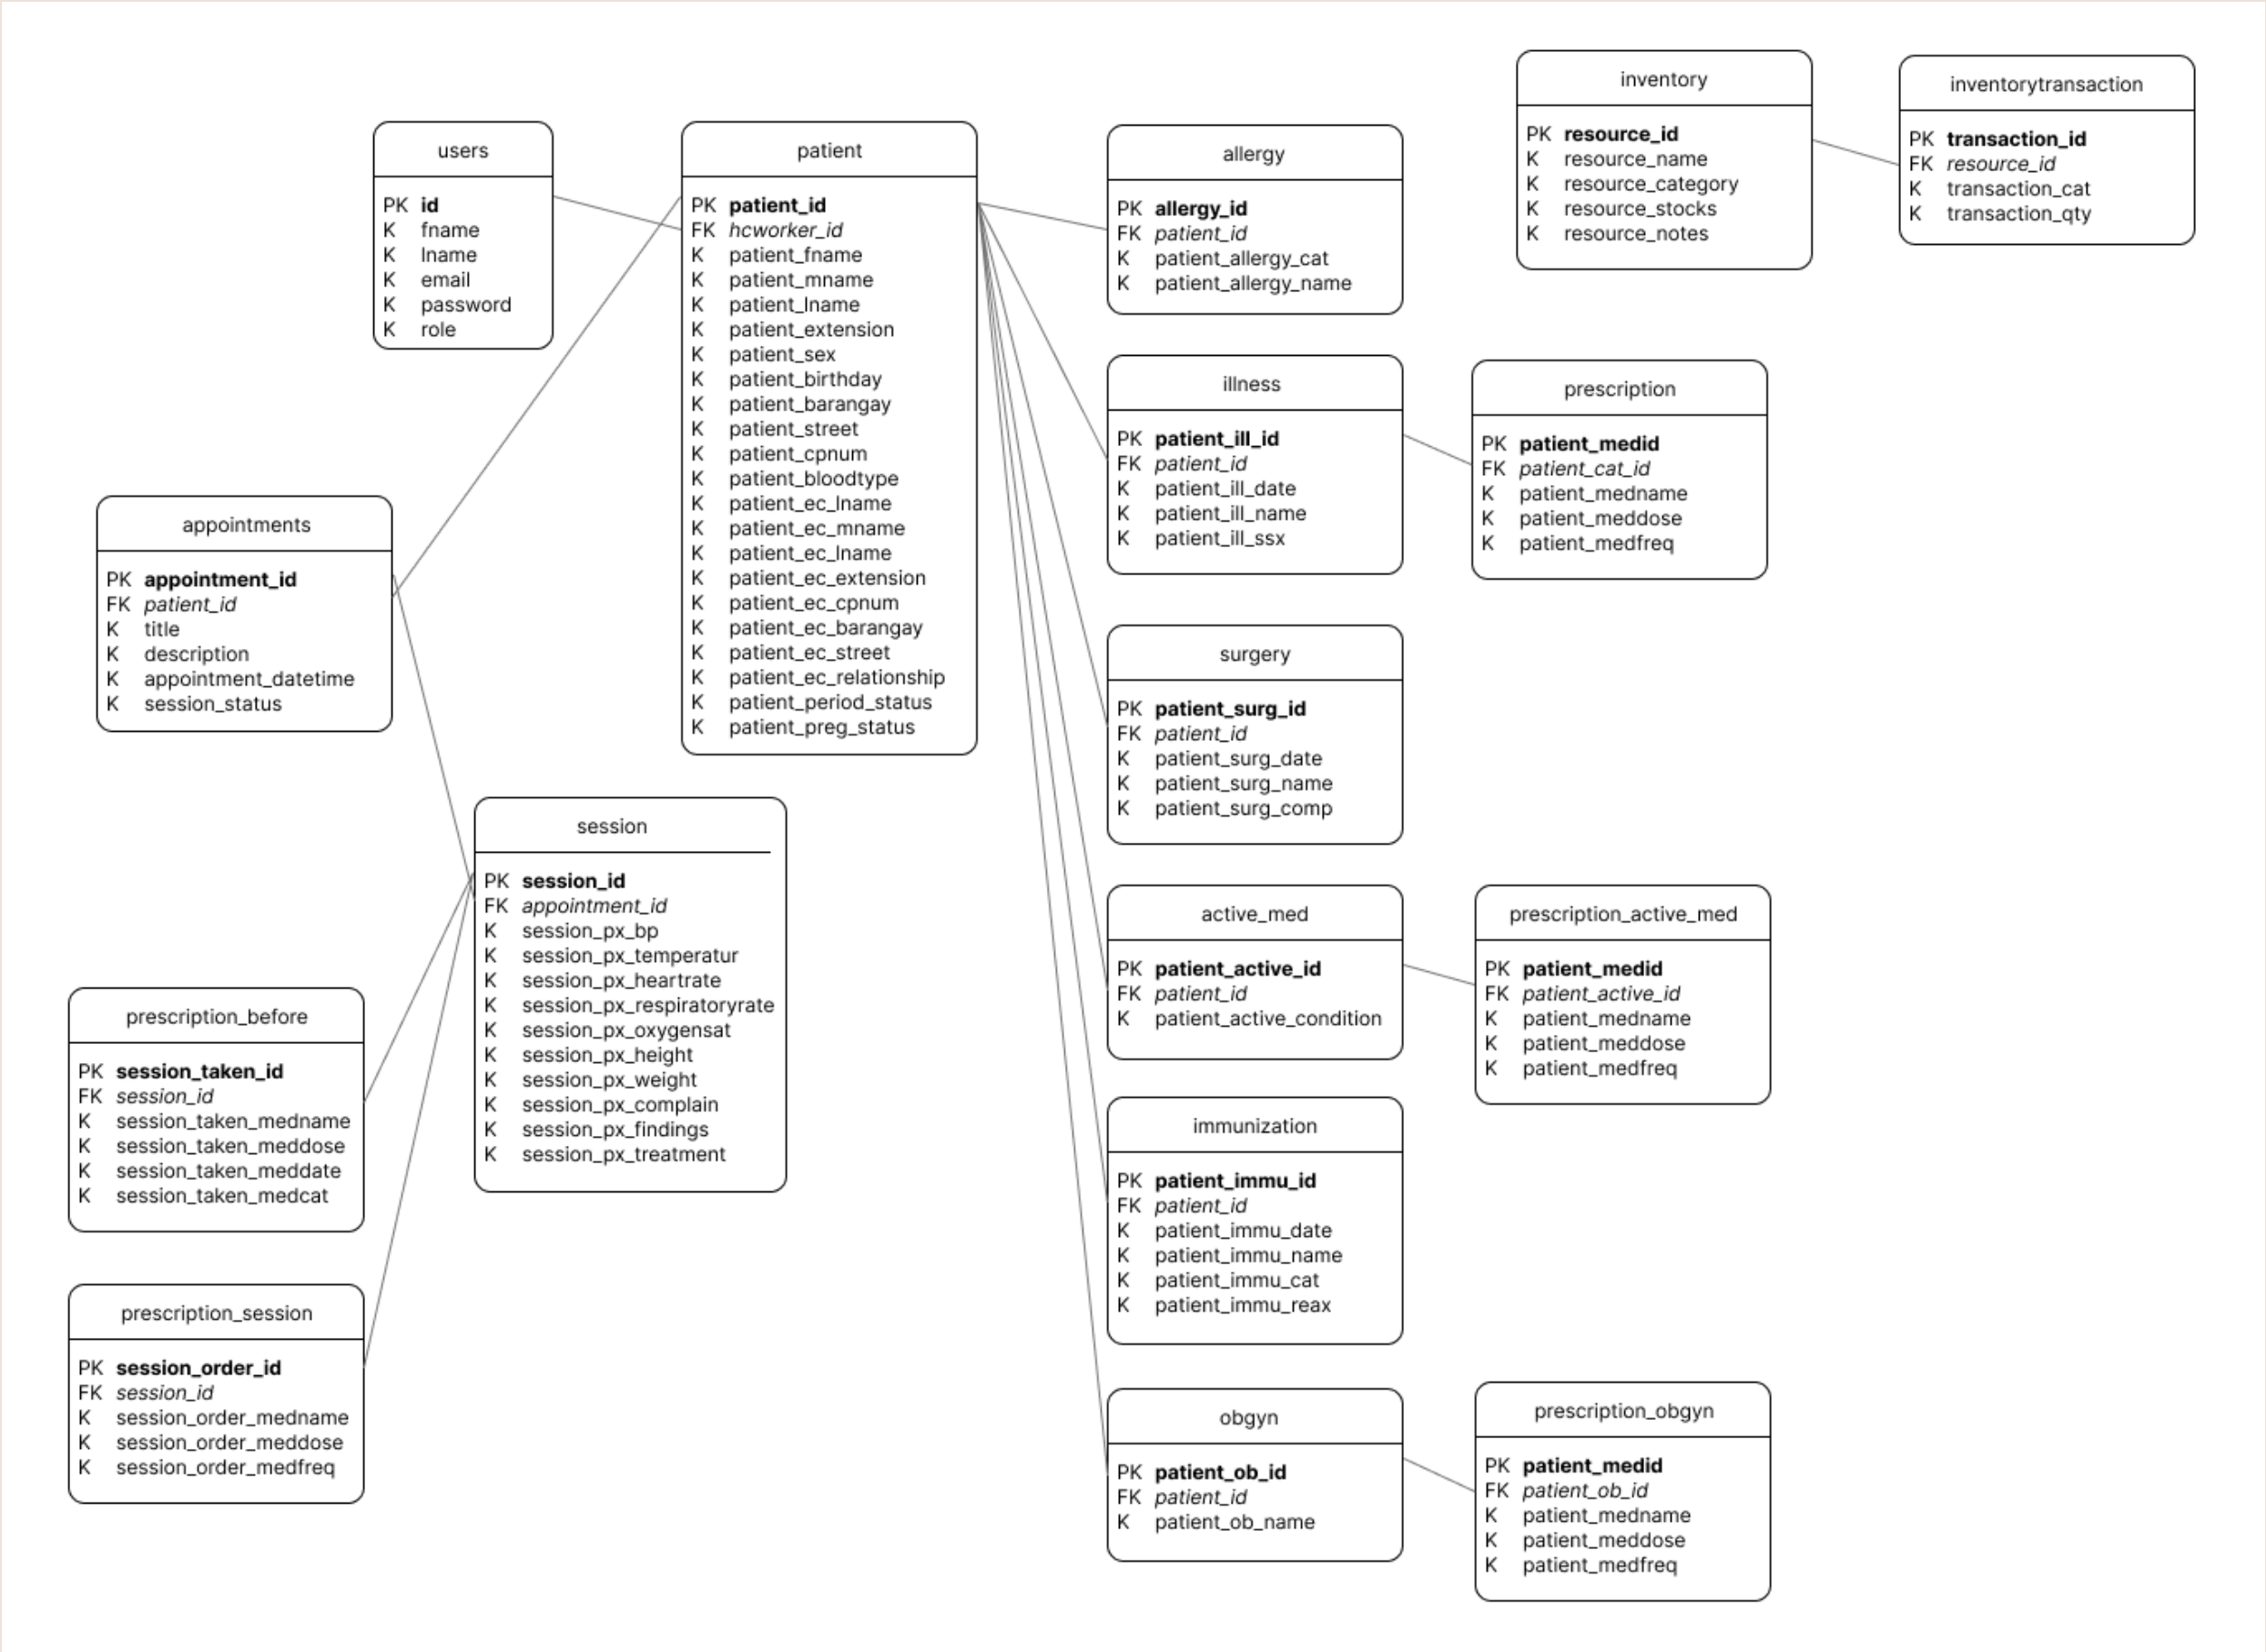 users
PK id
K fname
K lname
K email
K password
K role
patient
PK patient_id
FK hcworker_id
K patient_fname
K patient_mname
K patient_lname
K patient_extension
K patient_sex
K patient_birthday
K patient_barangay
K patient_street
K patient_cpnum
K patient_bloodtype
K patient_ec_lname
K patient_ec_mname
K patient_ec_lname
K patient_ec_extension
K patient_ec_cpnum
K patient_ec_barangay
K patient_ec_street
K patient_ec_relationship
K patient_period_status
K patient_preg_status
allergy
PK allergy_id
FK patient_id
K patient_allergy_cat
K patient_allergy_name
inventory
PK resource_id
K resource_name
K resource_category
K resource_stocks
K resource_notes
inventorytransaction
PK transaction_id
FK resource_id
K transaction_cat
K transaction_qty
illness
PK patient_ill_id
FK patient_id
K patient_ill_date
K patient_ill_name
K patient_ill_ssx
prescription
PK patient_medid
FK patient_cat_id
K patient_medname
K patient_meddose
K patient_medfreq
appointments
PK appointment_id
FK patient_id
K title
K description
K appointment_datetime
K session_status
surgery
PK patient_surg_id
FK patient_id
K patient_surg_date
K patient_surg_name
K patient_surg_comp
session
PK session_id
FK appointment_id
K session_px_bp
K session_px_temperatur
K session_px_heartrate
K session_px_respiratoryrate
K session_px_oxygensat
K session_px_height
K session_px_weight
K session_px_complain
K session_px_findings
K session_px_treatment
active_med
PK patient_active_id
FK patient_id
K patient_active_condition
prescription_active_med
PK patient_medid
FK patient_active_id
K patient_medname
K patient_meddose
K patient_medfreq
prescription_before
PK session_taken_id
FK session_id
K session_taken_medname
K session_taken_meddose
K session_taken_meddate
K session_taken_medcat
immunization
PK patient_immu_id
FK patient_id
K patient_immu_date
K patient_immu_name
K patient_immu_cat
K patient_immu_reax
prescription_session
PK session_order_id
FK session_id
K session_order_medname
K session_order_meddose
K session_order_medfreq
obgyn
PK patient_ob_id
FK patient_id
K patient_ob_name
prescription_obgyn
PK patient_medid
FK patient_ob_id
K patient_medname
K patient_meddose
K patient_medfreq